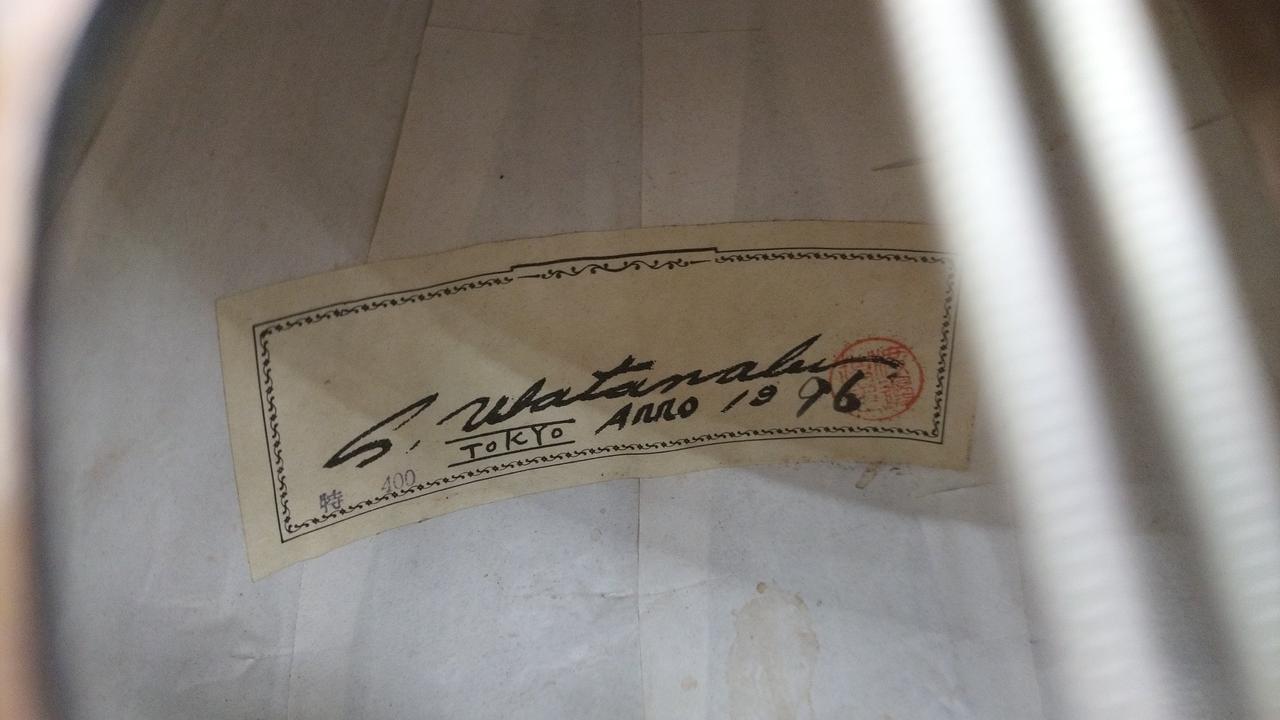 S. Watanabe
TOKYO Anno 1996
特 400